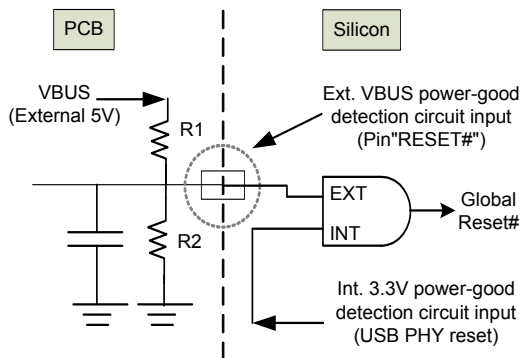 PCB
Silicon
VBUS
(External 5V)
R1
R2
Ext. VBUS power-good
detection circuit input
(Pin"RESET#")
EXT
INT
Global
Reset#
Int. 3.3V power-good
detection circuit input
(USB PHY reset)